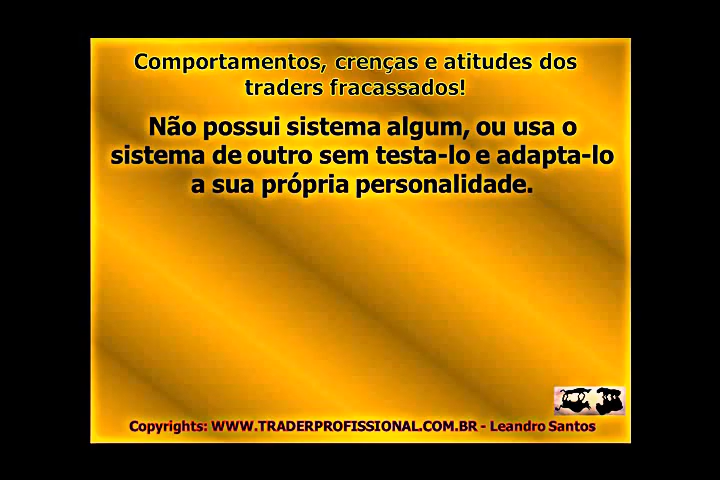 Comportamentos, crenças e atitudes dos
traders fracassados!
Não possui sistema algum, ou usa o
sistema de outro sem testa-lo e adapta-lo
a sua própria personalidade.
Copyrights: WWW.TRADERPROFISSIONAL.COM.BR - Leandro Santos